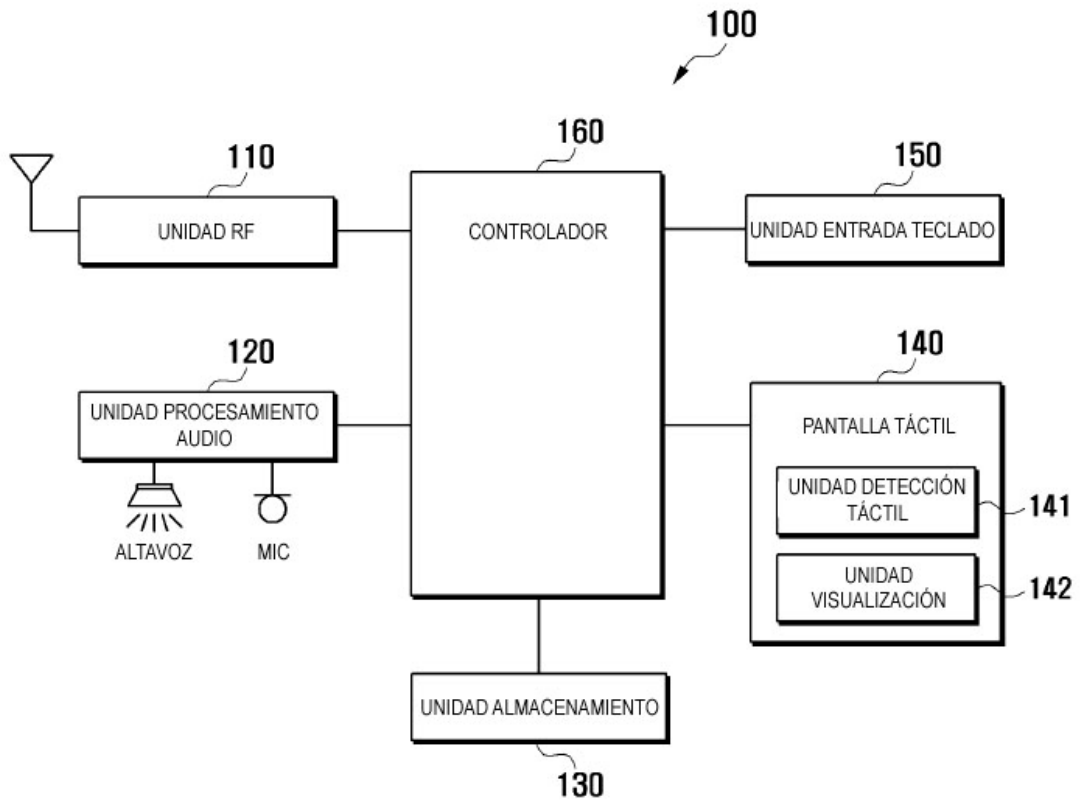 100
160
110
150
UNIDAD RF
CONTROLADOR
UNIDAD ENTRADA TECLADO
120
140
UNIDAD PROCESAMIENTO
AUDIO
PANTALLA TÁCTIL
UNIDAD DETECCIÓN
TÁCTIL
141
ALTAVOZ
MIC
UNIDAD
VISUALIZACIÓN
142
UNIDAD ALMACENAMIENTO
130